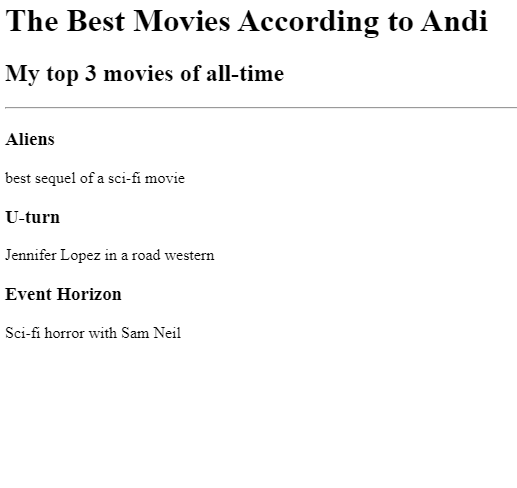 The Best Movies According to Andi
My top 3 movies of all-time
Aliens
best sequel of a sci-fi movie
U-turn
Jennifer Lopez in a road western
Event Horizon
Sci-fi horror with Sam Neil